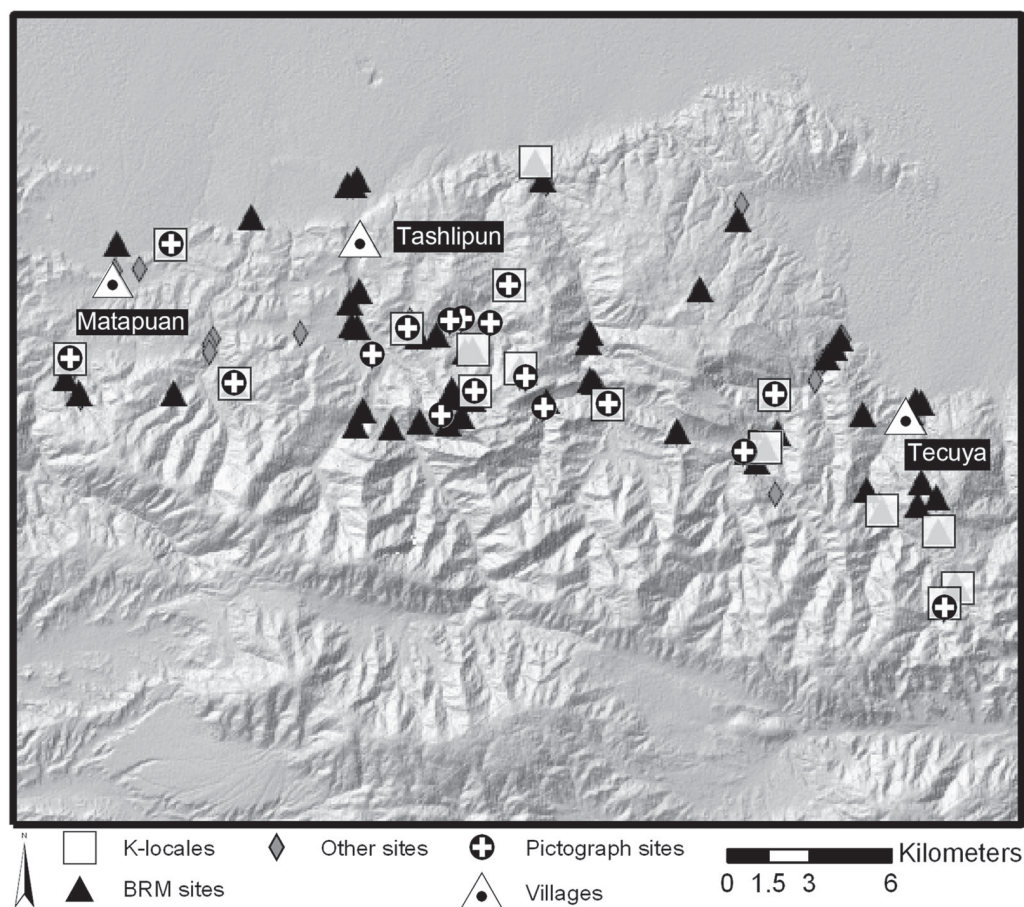 Tashlipun
Matapuan
Tecuya
N
K-locales
Other sites
Pictograph sites
Kilometers
BRM sites
Villages
0 1.5 3 6